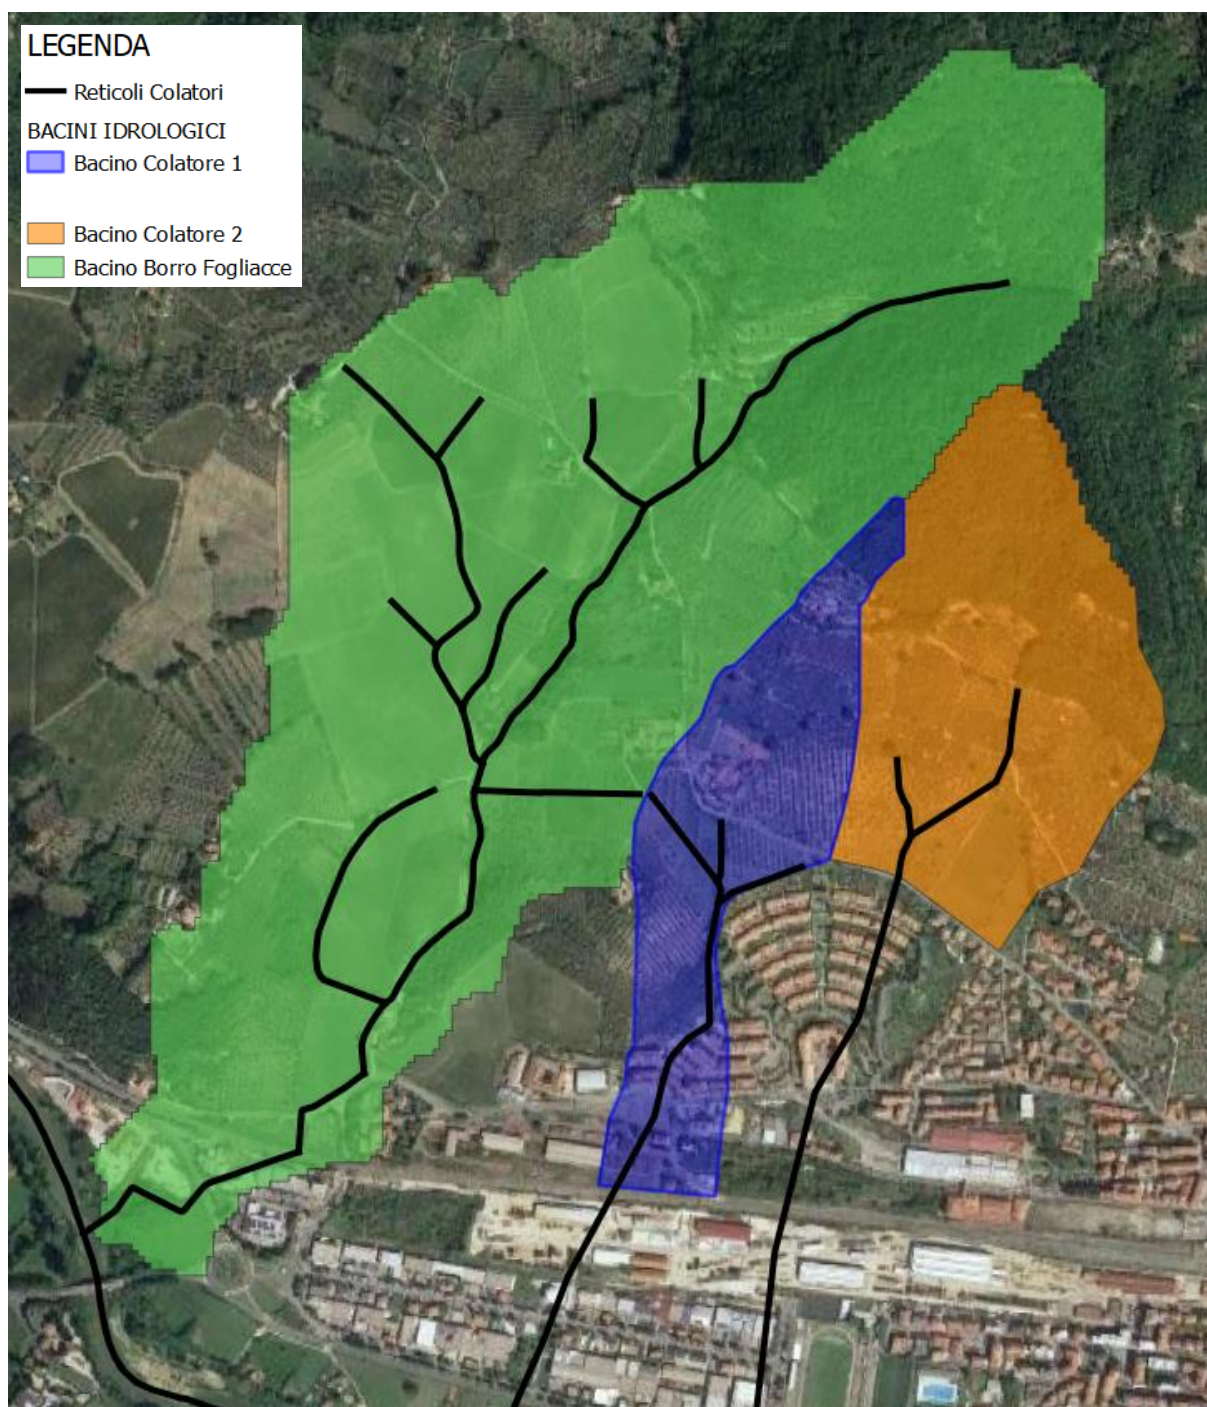 LEGENDA
Reticoli Colatori
BACINI IDROLOGICI
Bacino Colatore 1
Bacino Colatore 2
Bacino Borro Fogliacce